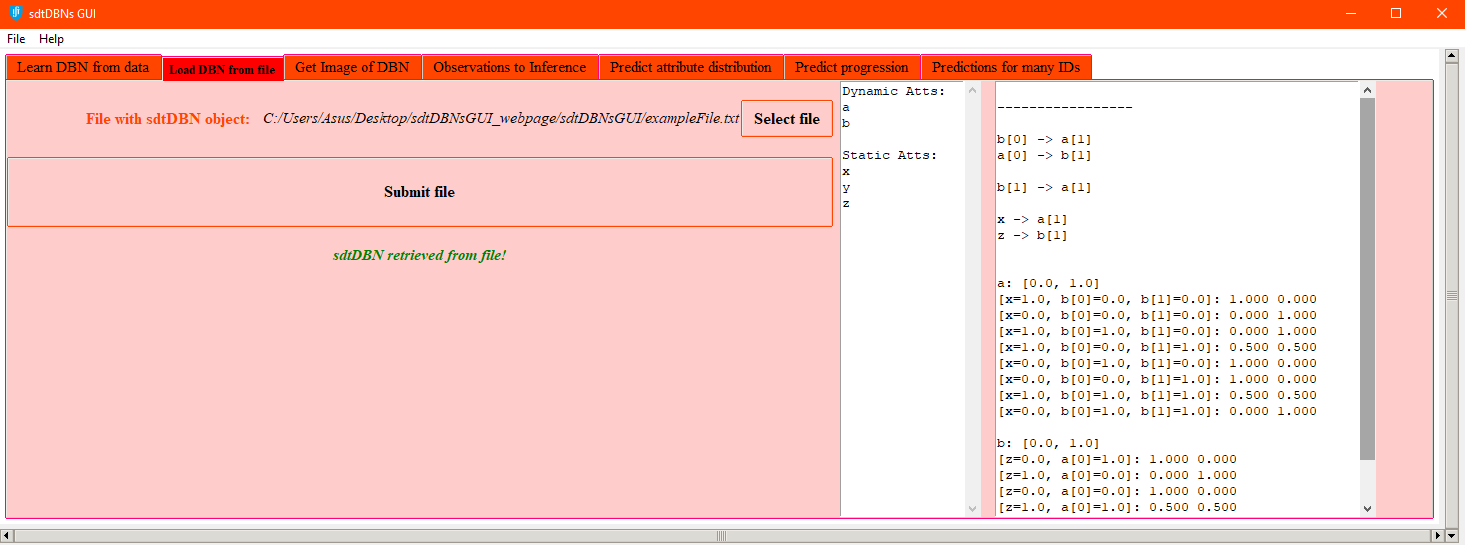 sdtDBNs GUI
File Help
Learn DBN from data Load DBN from file Get Image of DBN Observations to Inference Predict attribute distribution Predict progression Predictions for many IDs
File with sdtDBN object: C:/Users/Asus/Desktop/sdtDBNsGUI_webpage/sdtDBNsGUI/exampleFile.txt Select file
Submit file
sdtDBN retrieved from file!
Dynamic Atts:
a
b
Static Atts:
x
y
z
-----------------
b[0] -> a[1]
a[0] -> b[1]
b[1] -> a[1]
x -> a[1]
z -> b[1]
a: [0.0, 1.0]
[x=1.0, b[0]=0.0, b[1]=0.0]: 1.000 0.000
[x=0.0, b[0]=0.0, b[1]=0.0]: 0.000 1.000
[x=1.0, b[0]=1.0, b[1]=0.0]: 0.000 1.000
[x=1.0, b[0]=0.0, b[1]=1.0]: 0.500 0.500
[x=0.0, b[0]=1.0, b[1]=0.0]: 1.000 0.000
[x=0.0, b[0]=0.0, b[1]=1.0]: 1.000 0.000
[x=1.0, b[0]=1.0, b[1]=1.0]: 0.500 0.500
[x=0.0, b[0]=1.0, b[1]=1.0]: 0.000 1.000
b: [0.0, 1.0]
[z=0.0, a[0]=1.0]: 1.000 0.000
[z=1.0, a[0]=0.0]: 0.000 1.000
[z=0.0, a[0]=0.0]: 1.000 0.000
[z=1.0, a[0]=1.0]: 0.500 0.500